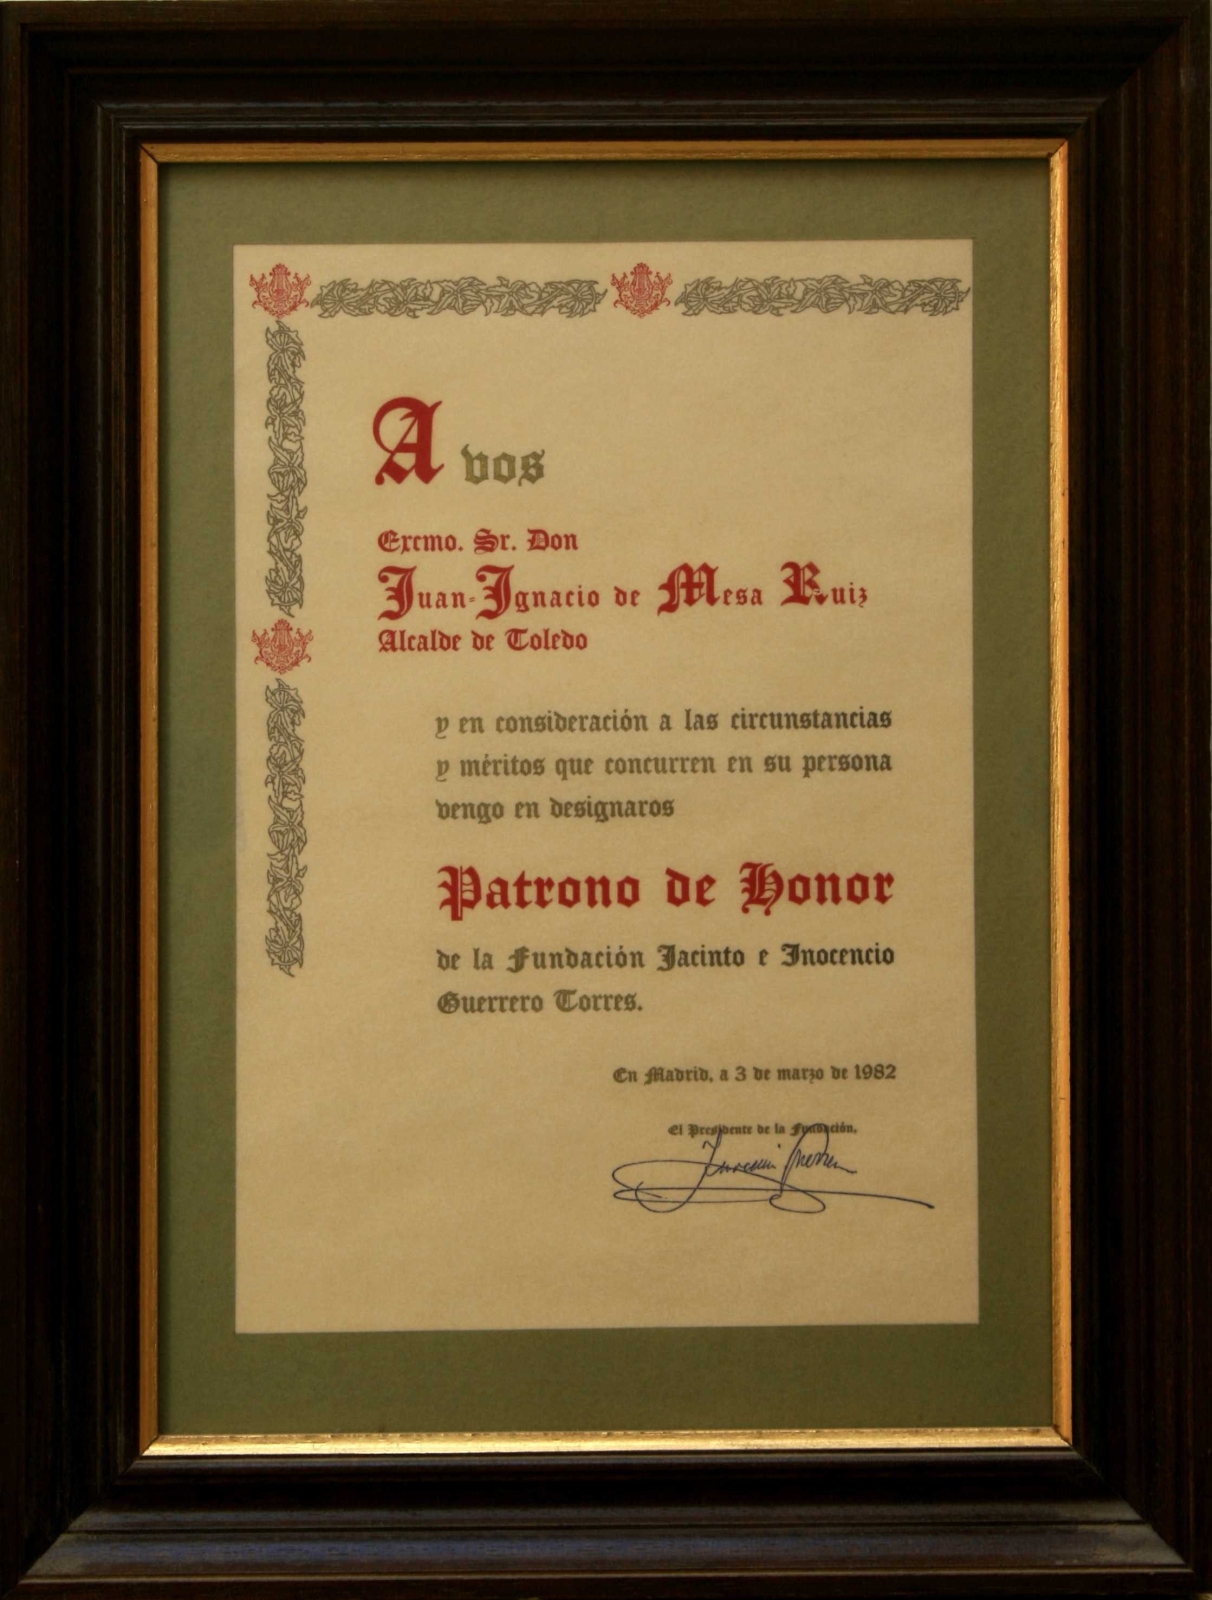 A vos
Excmo. Sr. Don
Juan-Ignacio de Mesa Ruiz
Alcalde de Toledo
y en consideración a las circunstancias
y méritos que concurren en su persona
vengo en designaros
Patrono de Honor
de la Fundación Jacinto e Inocencio
Guerrero Torres.
En Madrid, a 3 de marzo de 1982
El Presidente de la Fundación,
Inocencio Guerrero